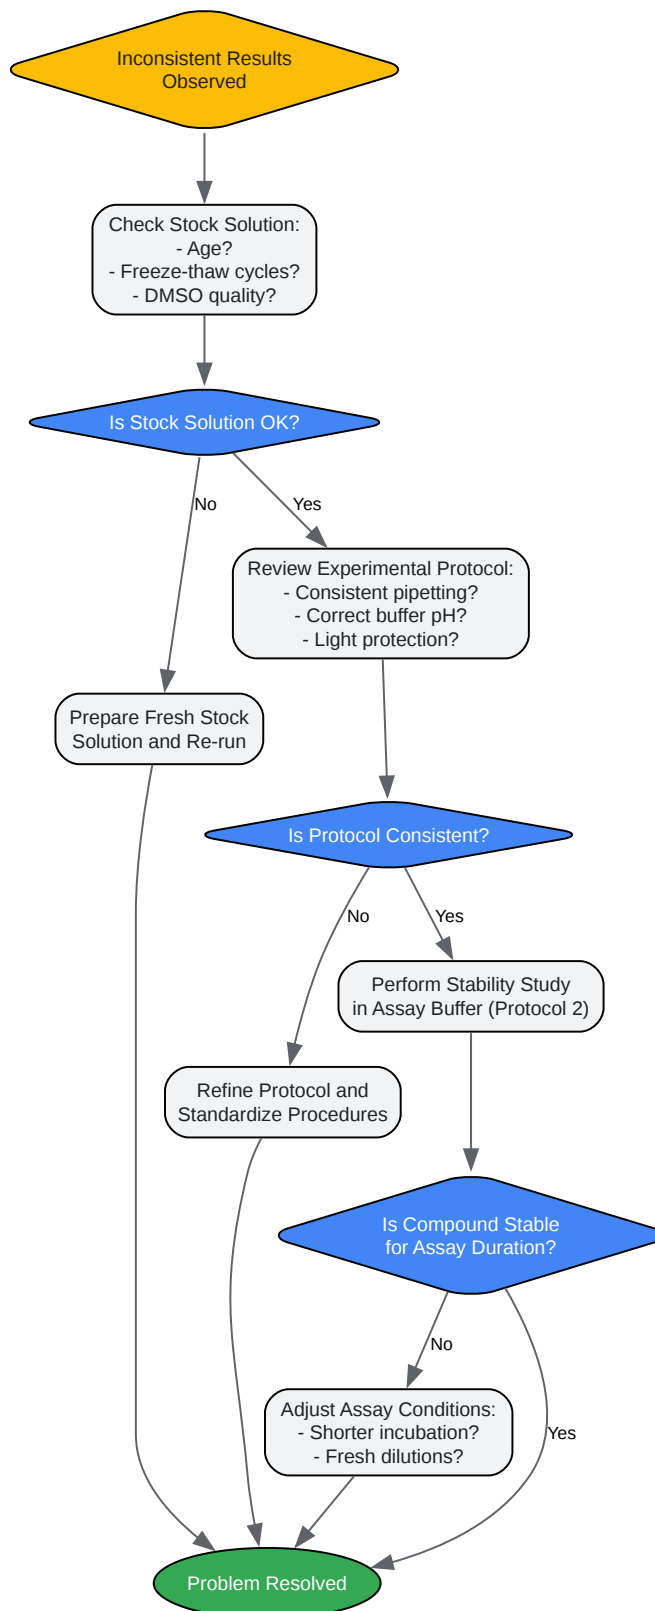 Inconsistent Results
Observed
Check Stock Solution:
- Age?
- Freeze-thaw cycles?
- DMSO quality?
Is Stock Solution OK?
No
Yes
Review Experimental Protocol:
- Consistent pipetting?
- Correct buffer pH?
- Light protection?
Prepare Fresh Stock
Solution and Re-run
Is Protocol Consistent?
No
Yes
Perform Stability Study
in Assay Buffer (Protocol 2)
Refine Protocol and
Standardize Procedures
Is Compound Stable
for Assay Duration?
No
Yes
Adjust Assay Conditions:
- Shorter incubation?
- Fresh dilutions?
Problem Resolved